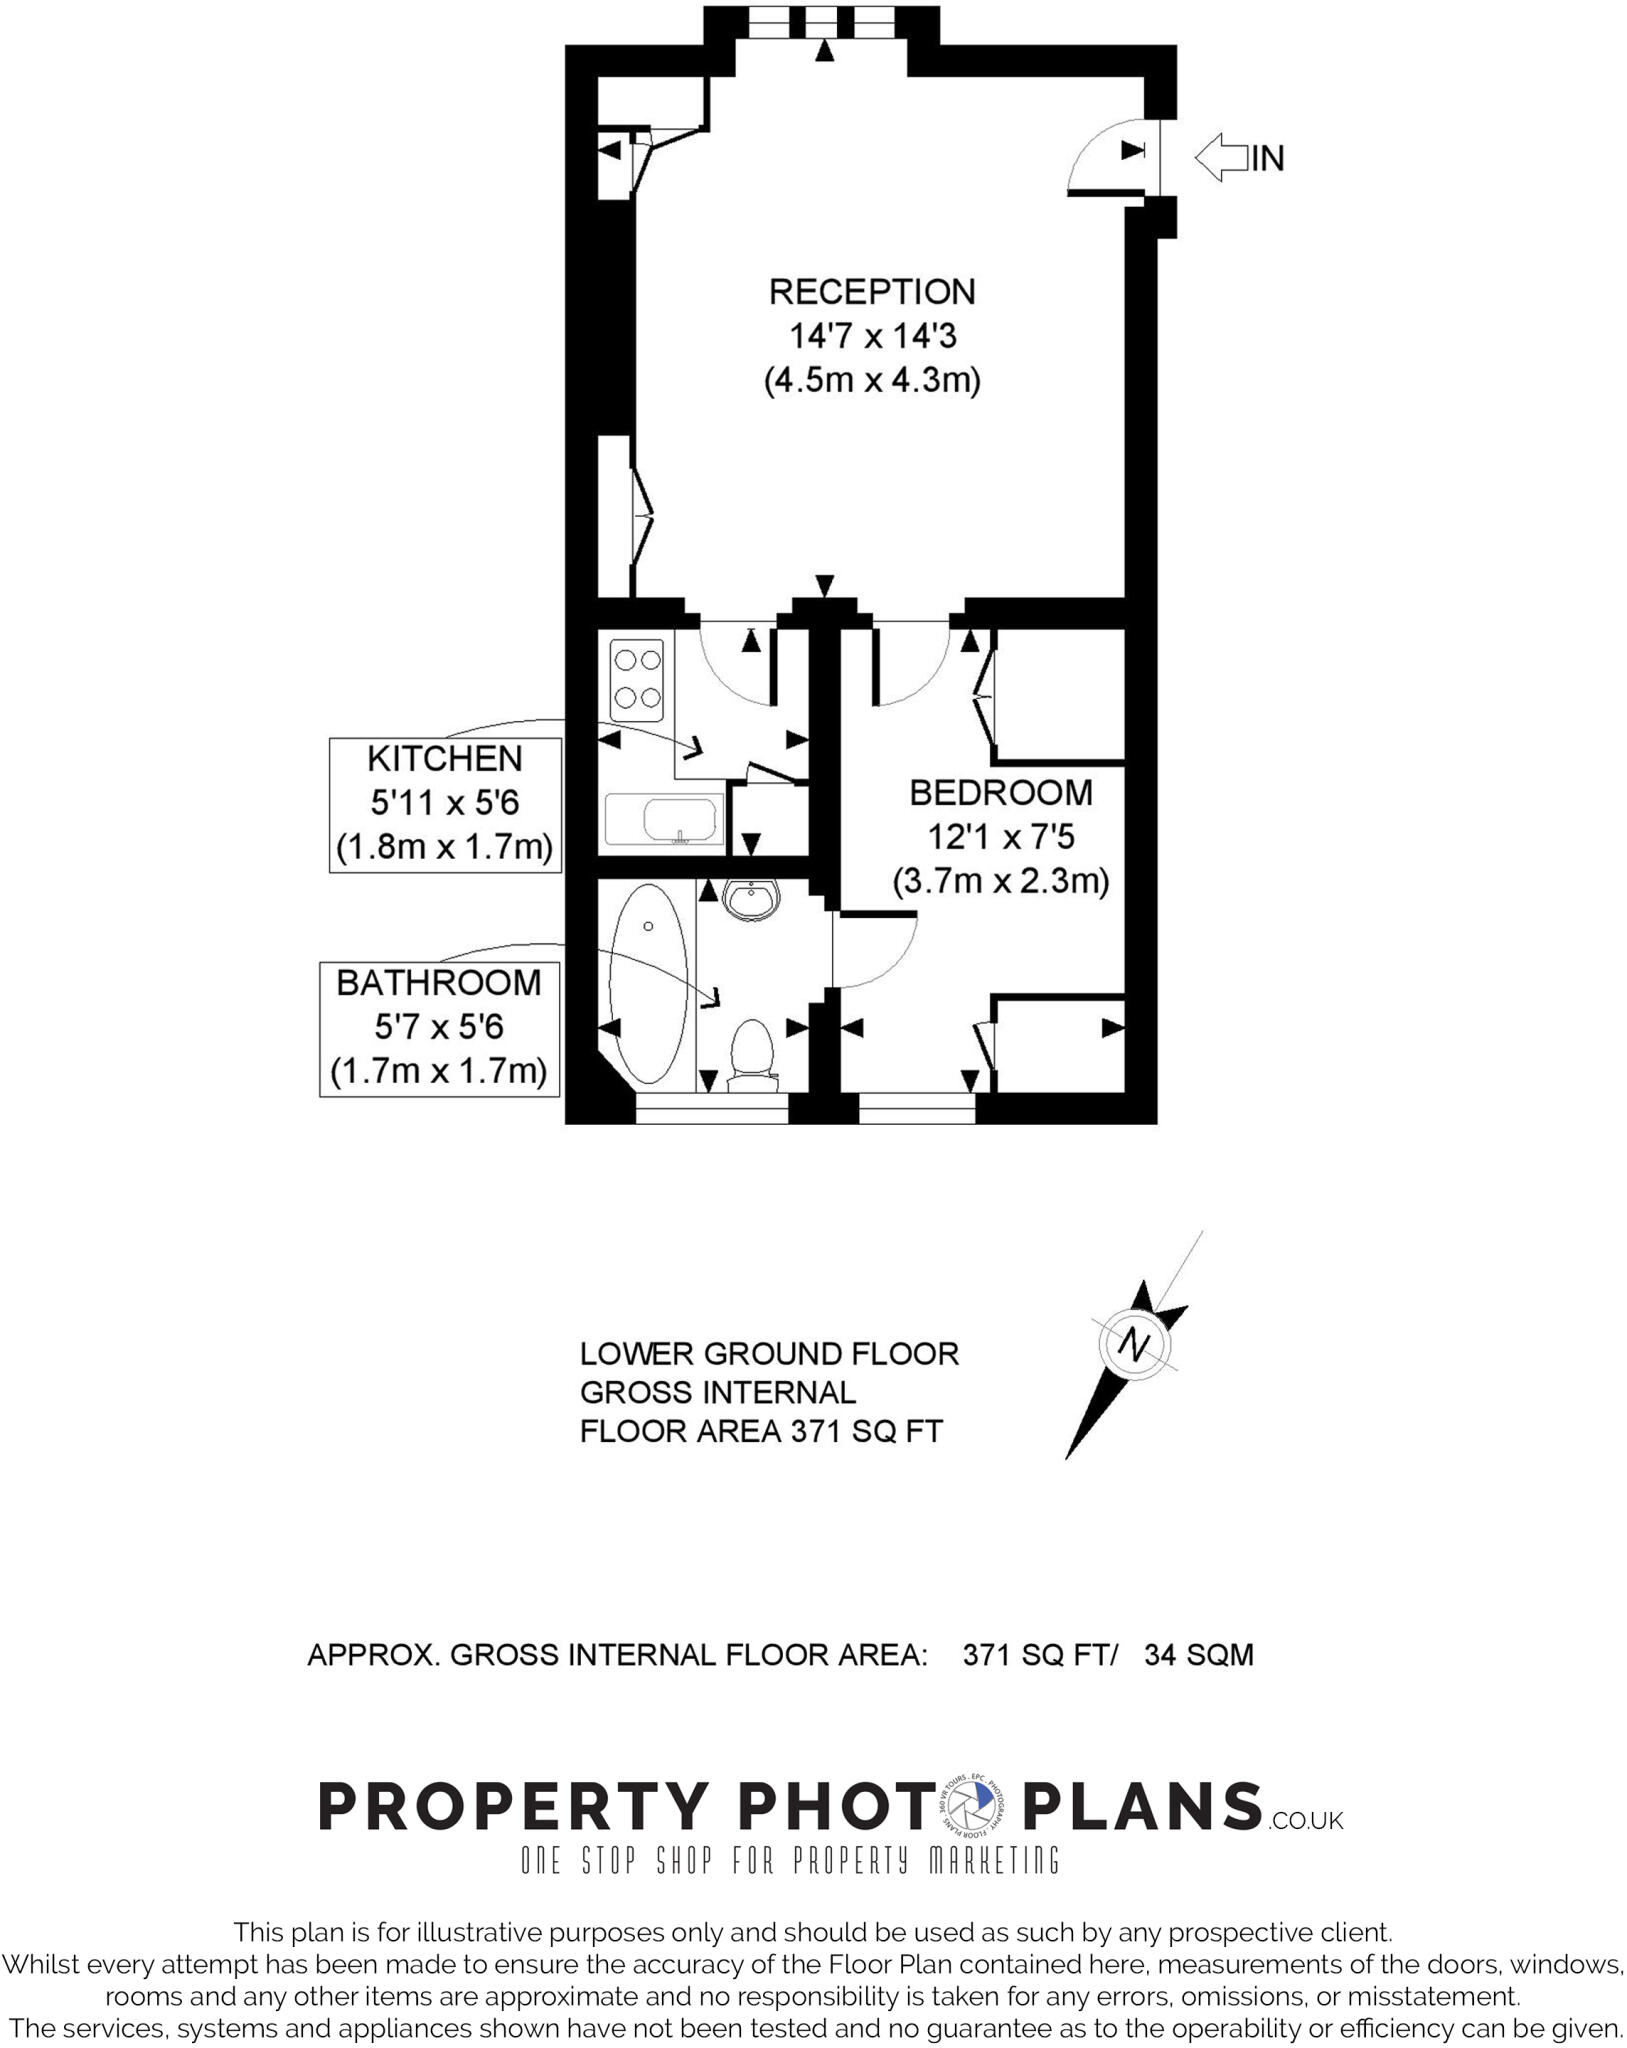 IN
RECEPTION
14'7 x 14'3
(4.5m x 4.3m)
KITCHEN
5'11 x 5'6
(1.8m x 1.7m)
BEDROOM
12'1 x 7'5
(3.7m x 2.3m)
BATHROOM
5'7 x 5'6
(1.7m x 1.7m)
N
LOWER GROUND FLOOR
GROSS INTERNAL
FLOOR AREA 371 SQ FT
APPROX. GROSS INTERNAL FLOOR AREA: 371 SQ FT/ 34 SQM
PROPERTY PHOTO PLANS.CO.UK
360 VR TOURS . EPC . PHOTOGRAPHY . FLOOR PLANS .
ONE STOP SHOP FOR PROPERTY MARKETING
This plan is for illustrative purposes only and should be used as such by any prospective client.
Whilst every attempt has been made to ensure the accuracy of the Floor Plan contained here, measurements of the doors, windows,
rooms and any other items are approximate and no responsibility is taken for any errors, omissions, or misstatement.
The services, systems and appliances shown have not been tested and no guarantee as to the operability or efficiency can be given.